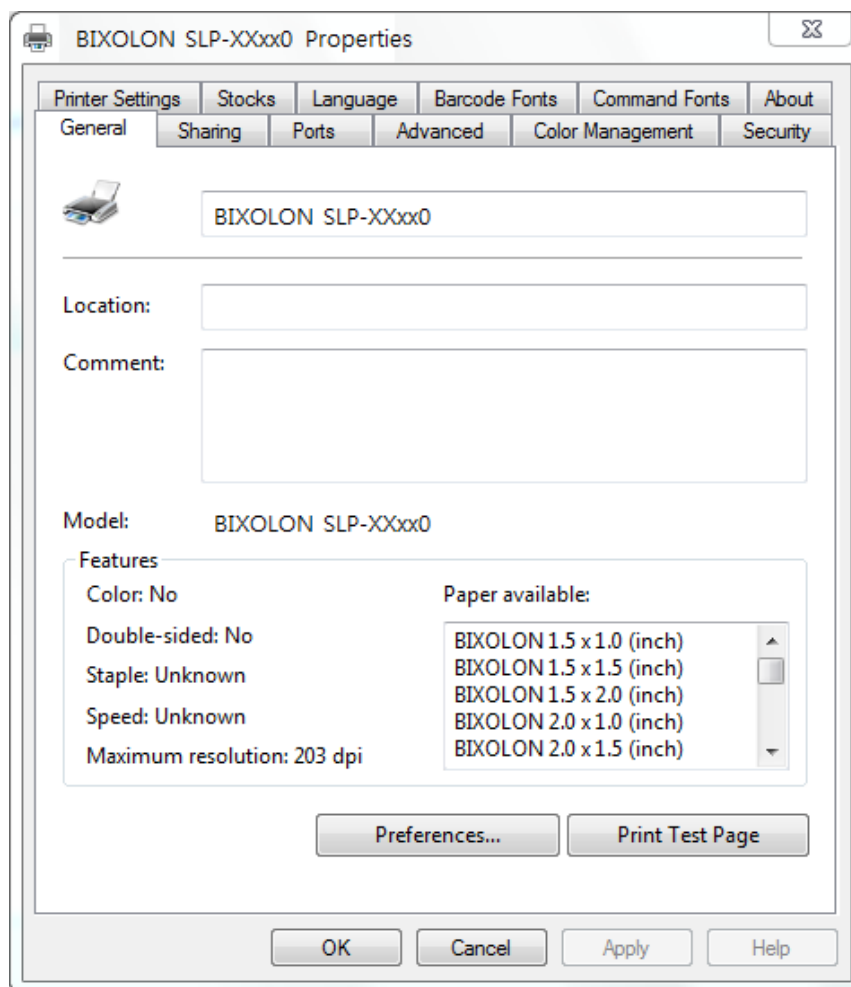 BIXOLON SLP-XXxx0 Properties
Printer Settings Stocks Language Barcode Fonts Command Fonts About
General Sharing Ports Advanced Color Management Security
BIXOLON SLP-XXxx0
Location:
Comment:
Model: BIXOLON SLP-XXxx0
Features
Color: No
Double-sided: No
Staple: Unknown
Speed: Unknown
Maximum resolution: 203 dpi
Paper available:
BIXOLON 1.5 x 1.0 (inch)
BIXOLON 1.5 x 1.5 (inch)
BIXOLON 1.5 x 2.0 (inch)
BIXOLON 2.0 x 1.0 (inch)
BIXOLON 2.0 x 1.5 (inch)
Preferences... Print Test Page
OK Cancel Apply Help